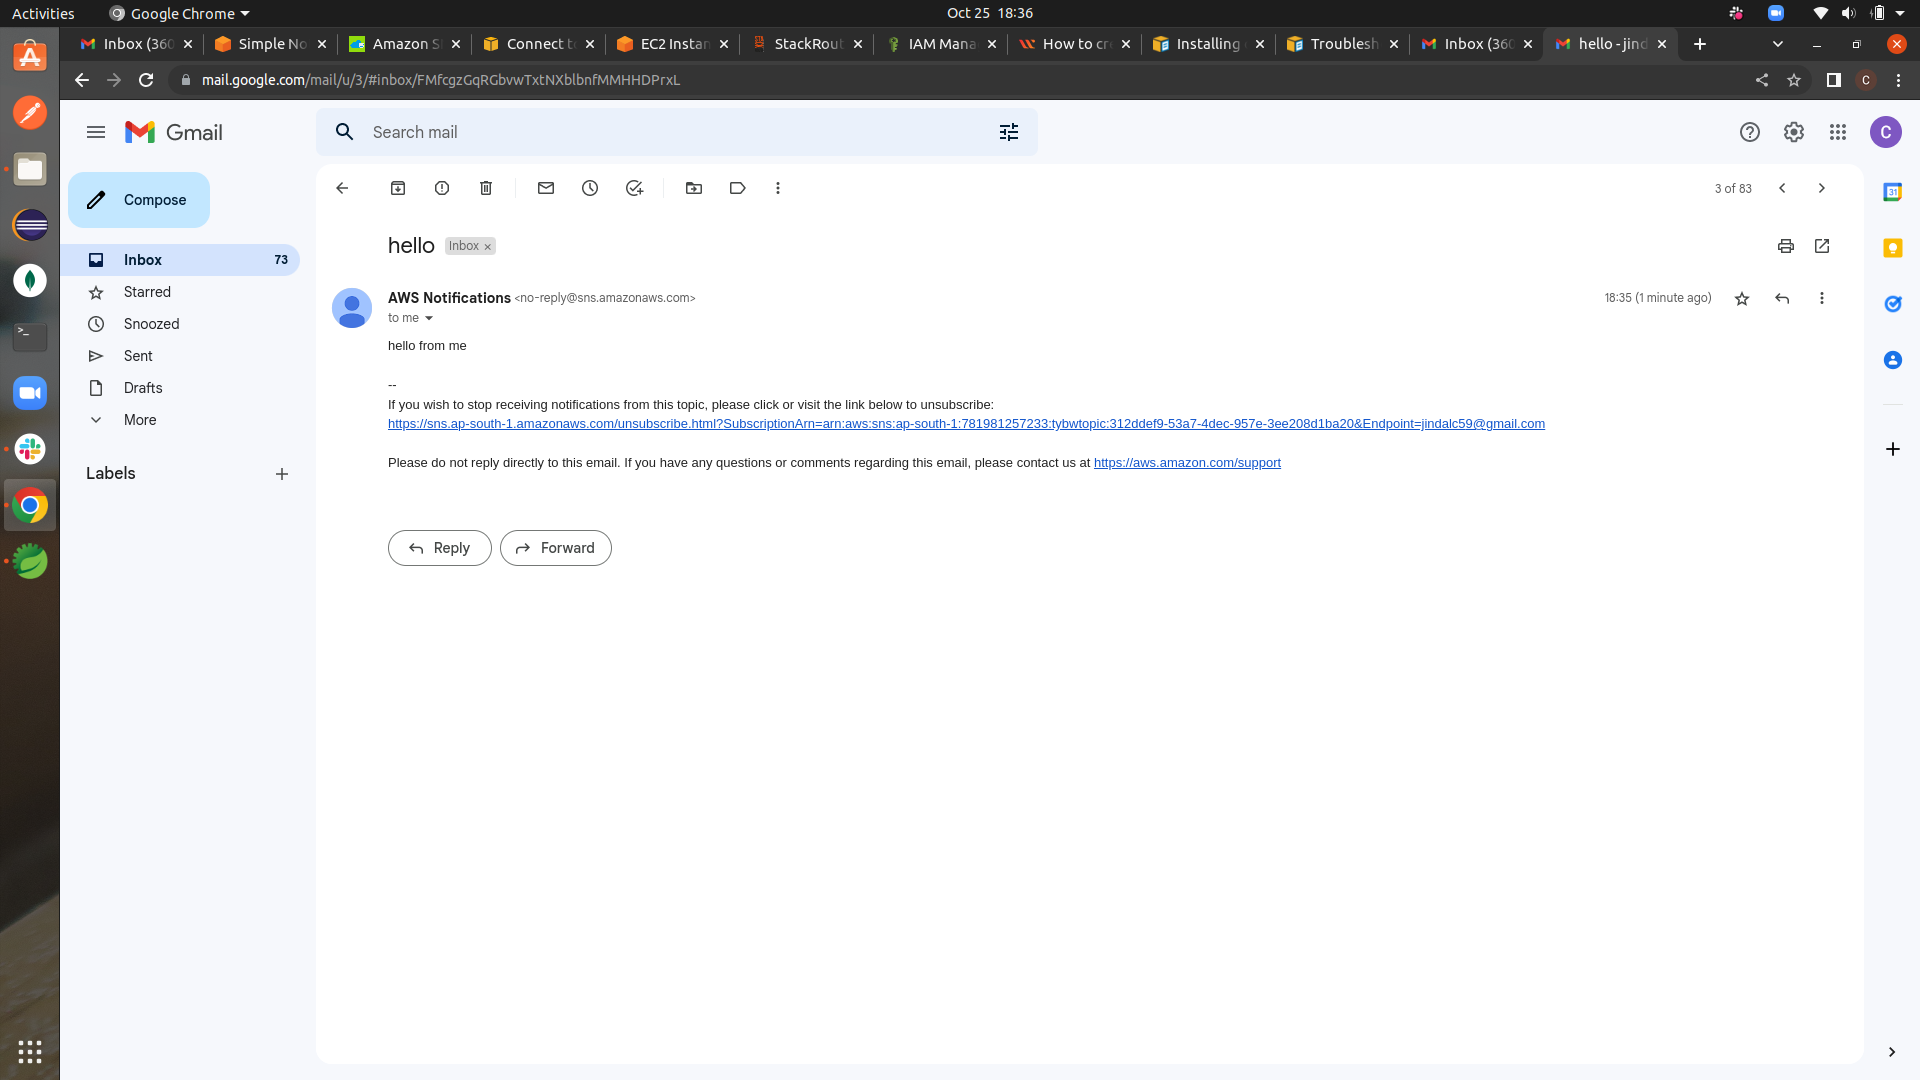 Activities
Google Chrome
Oct 25 18:36
Inbox (360
Simple No
Amazon S
Connect t
EC2 Instan
StackRout
IAM Mana
How to cr
Installing
Troublesh
Inbox (360
hello - jind
mail.google.com/mail/u/3/#inbox/FMfcgzGqRGbvwTxtNXblbnfMMHHDPrxL
C
Gmail
Search mail
C
Compose
3 of 83
31
hello
Inbox ×
Inbox 73
Starred
Snoozed
Sent
Drafts
More
Labels
AWS Notifications <no-reply@sns.amazonaws.com>
18:35 (1 minute ago)
to me
hello from me
--
If you wish to stop receiving notifications from this topic, please click or visit the link below to unsubscribe:
https://sns.ap-south-1.amazonaws.com/unsubscribe.html?SubscriptionArn=arn:aws:sns:ap-south-1:781981257233:tybwtopic:312ddef9-53a7-4dec-957e-3ee208d1ba20&Endpoint=jindalc59@gmail.com
Please do not reply directly to this email. If you have any questions or comments regarding this email, please contact us at https://aws.amazon.com/support
Reply
Forward